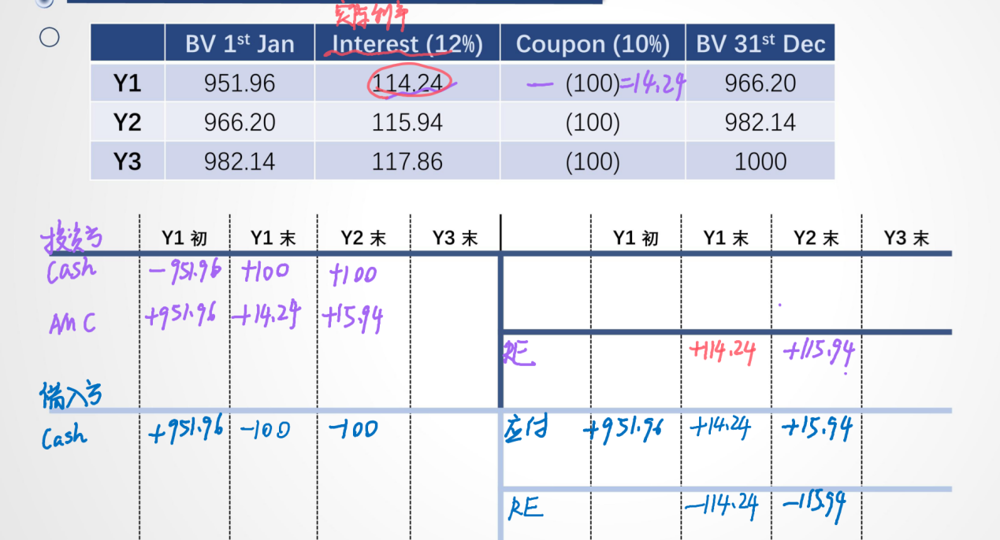 实际利率
BV 1st Jan Interest (12%) Coupon (10%) BV 31st Dec
Y1 951.96 114.24 — (100)=14.24 966.20
Y2 966.20 115.94 (100) 982.14
Y3 982.14 117.86 (100) 1000
投资方 Y1 初 Y1 末 Y2 末 Y3 末 Y1 初 Y1 末 Y2 末 Y3 末
Cash -951.96 +100 +100
AMC +951.96 +14.24 +15.94
RE +114.24 +115.94
借入方
Cash +951.96 -100 -100 应付 +951.96 +14.24 +15.94
RE -114.24 -115.94